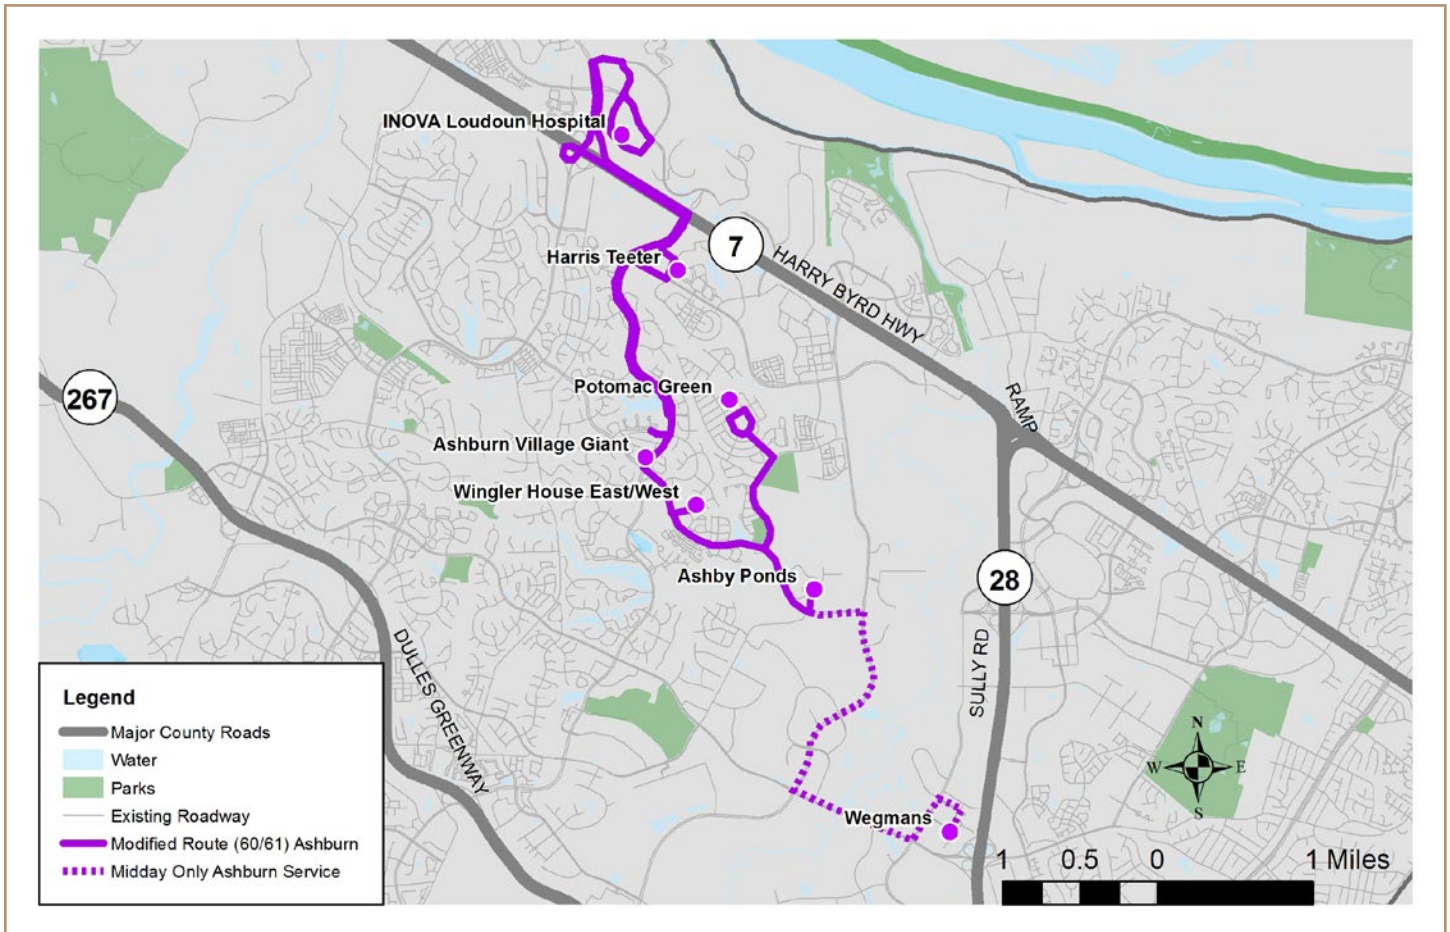 INOVA Loudoun Hospital
Harris Teeter
7
HARRY BYRD HWY
267
Potomac Green
RAMP
Ashburn Village Giant
Wingler House East/West
Ashby Ponds
28
SULLY RD
DULLES GREENWAY
Wegmans
N
W
E
S
1 0.5 0 1 Miles
Legend
Major County Roads
Water
Parks
Existing Roadway
Modified Route (60/61) Ashburn
Midday Only Ashburn Service